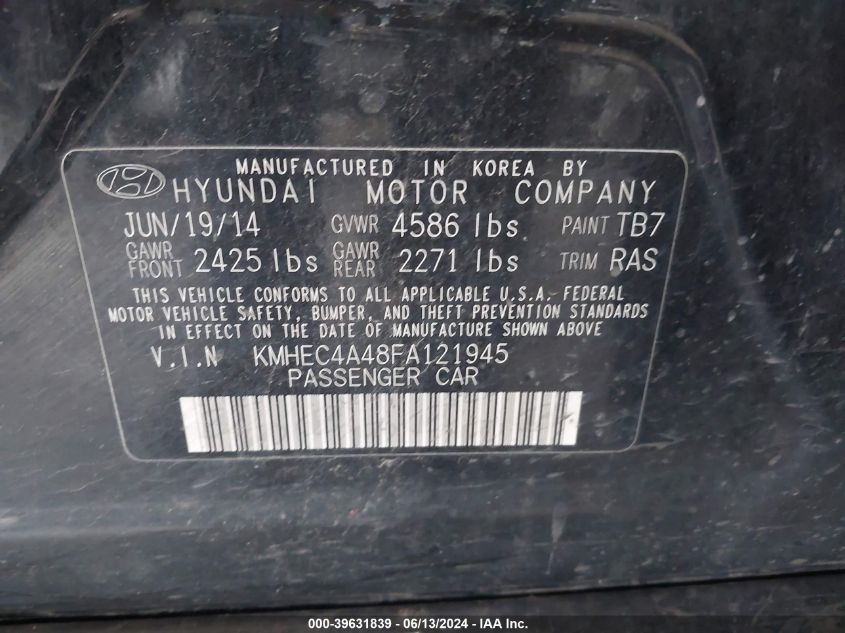 MANUFACTURED IN KOREA BY
HYUNDAI MOTOR COMPANY
JUN/19/14 GVWR 4586 lbs PAINT TB7
GAWR FRONT 2425 lbs GAWR REAR 2271 lbs TRIM RAS
THIS VEHICLE CONFORMS TO ALL APPLICABLE U.S.A. FEDERAL
MOTOR VEHICLE SAFETY, BUMPER, AND THEFT PREVENTION STANDARDS
IN EFFECT ON THE DATE OF MANUFACTURE SHOWN ABOVE
V.I.N KMHEC4A48FA121945
PASSENGER CAR
000-39631839 - 06/13/2024 - IAA Inc.